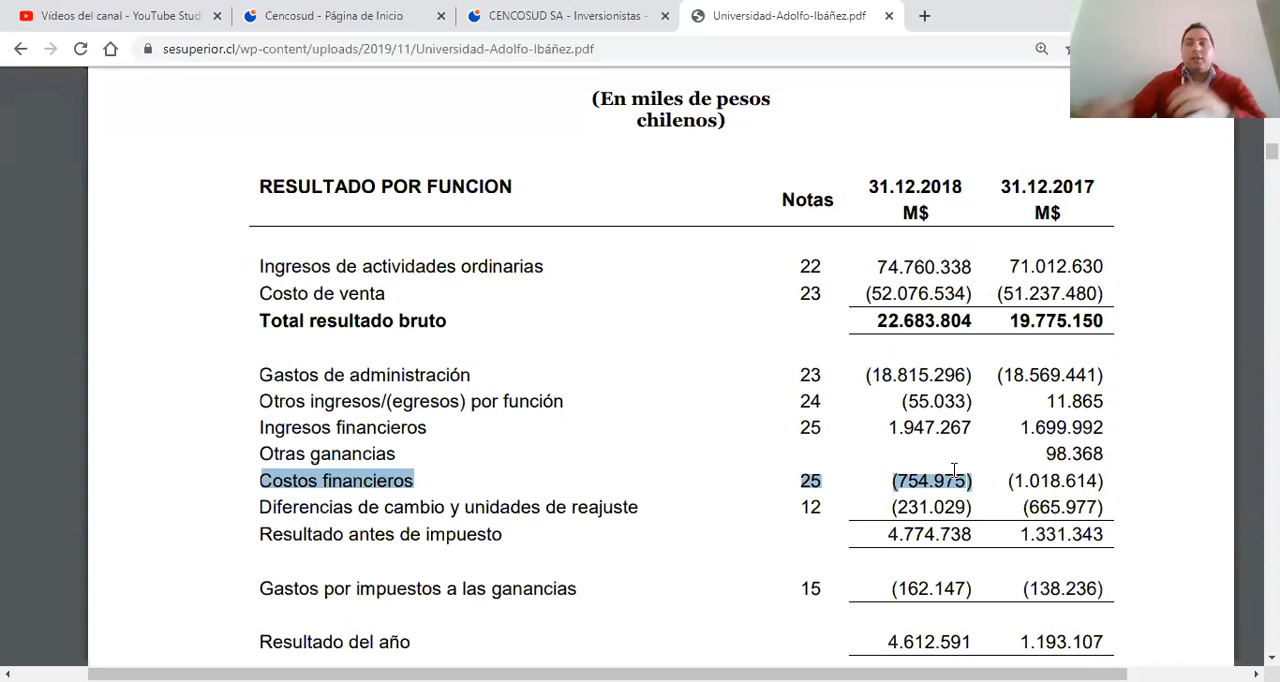 Vídeos del canal - YouTube Stud
Cencosud - Página de Inicio
CENCOSUD SA - Inversionistas -
Universidad-Adolfo-Ibáñez.pdf
sesuperior.cl/wp-content/uploads/2019/11/Universidad-Adolfo-Ibáñez.pdf
(En miles de pesos
chilenos)
RESULTADO POR FUNCION Notas 31.12.2018 31.12.2017
M$ M$
Ingresos de actividades ordinarias 22 74.760.338 71.012.630
Costo de venta 23 (52.076.534) (51.237.480)
Total resultado bruto 22.683.804 19.775.150
Gastos de administración 23 (18.815.296) (18.569.441)
Otros ingresos/(egresos) por función 24 (55.033) 11.865
Ingresos financieros 25 1.947.267 1.699.992
Otras ganancias 98.368
Costos financieros 25 (754.975) (1.018.614)
Diferencias de cambio y unidades de reajuste 12 (231.029) (665.977)
Resultado antes de impuesto 4.774.738 1.331.343
Gastos por impuestos a las ganancias 15 (162.147) (138.236)
Resultado del año 4.612.591 1.193.107